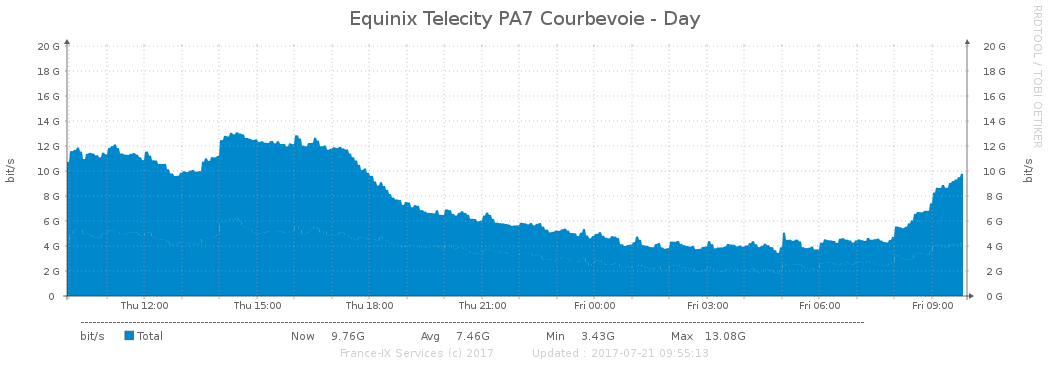 Equinix Telecity PA7 Courbevoie - Day
RRDTOOL / TOBI OETIKER
20 G 20 G
18 G 18 G
16 G 16 G
14 G 14 G
12 G 12 G
10 G 10 G
8 G 8 G
6 G 6 G
4 G 4 G
2 G 2 G
0 0 G
bit/s bit/s
Thu 12:00 Thu 15:00 Thu 18:00 Thu 21:00 Fri 00:00 Fri 03:00 Fri 06:00 Fri 09:00
bit/s Total Now 9.76G Avg 7.46G Min 3.43G Max 13.08G
France-IX Services (c) 2017 Updated : 2017-07-21 09:55:13